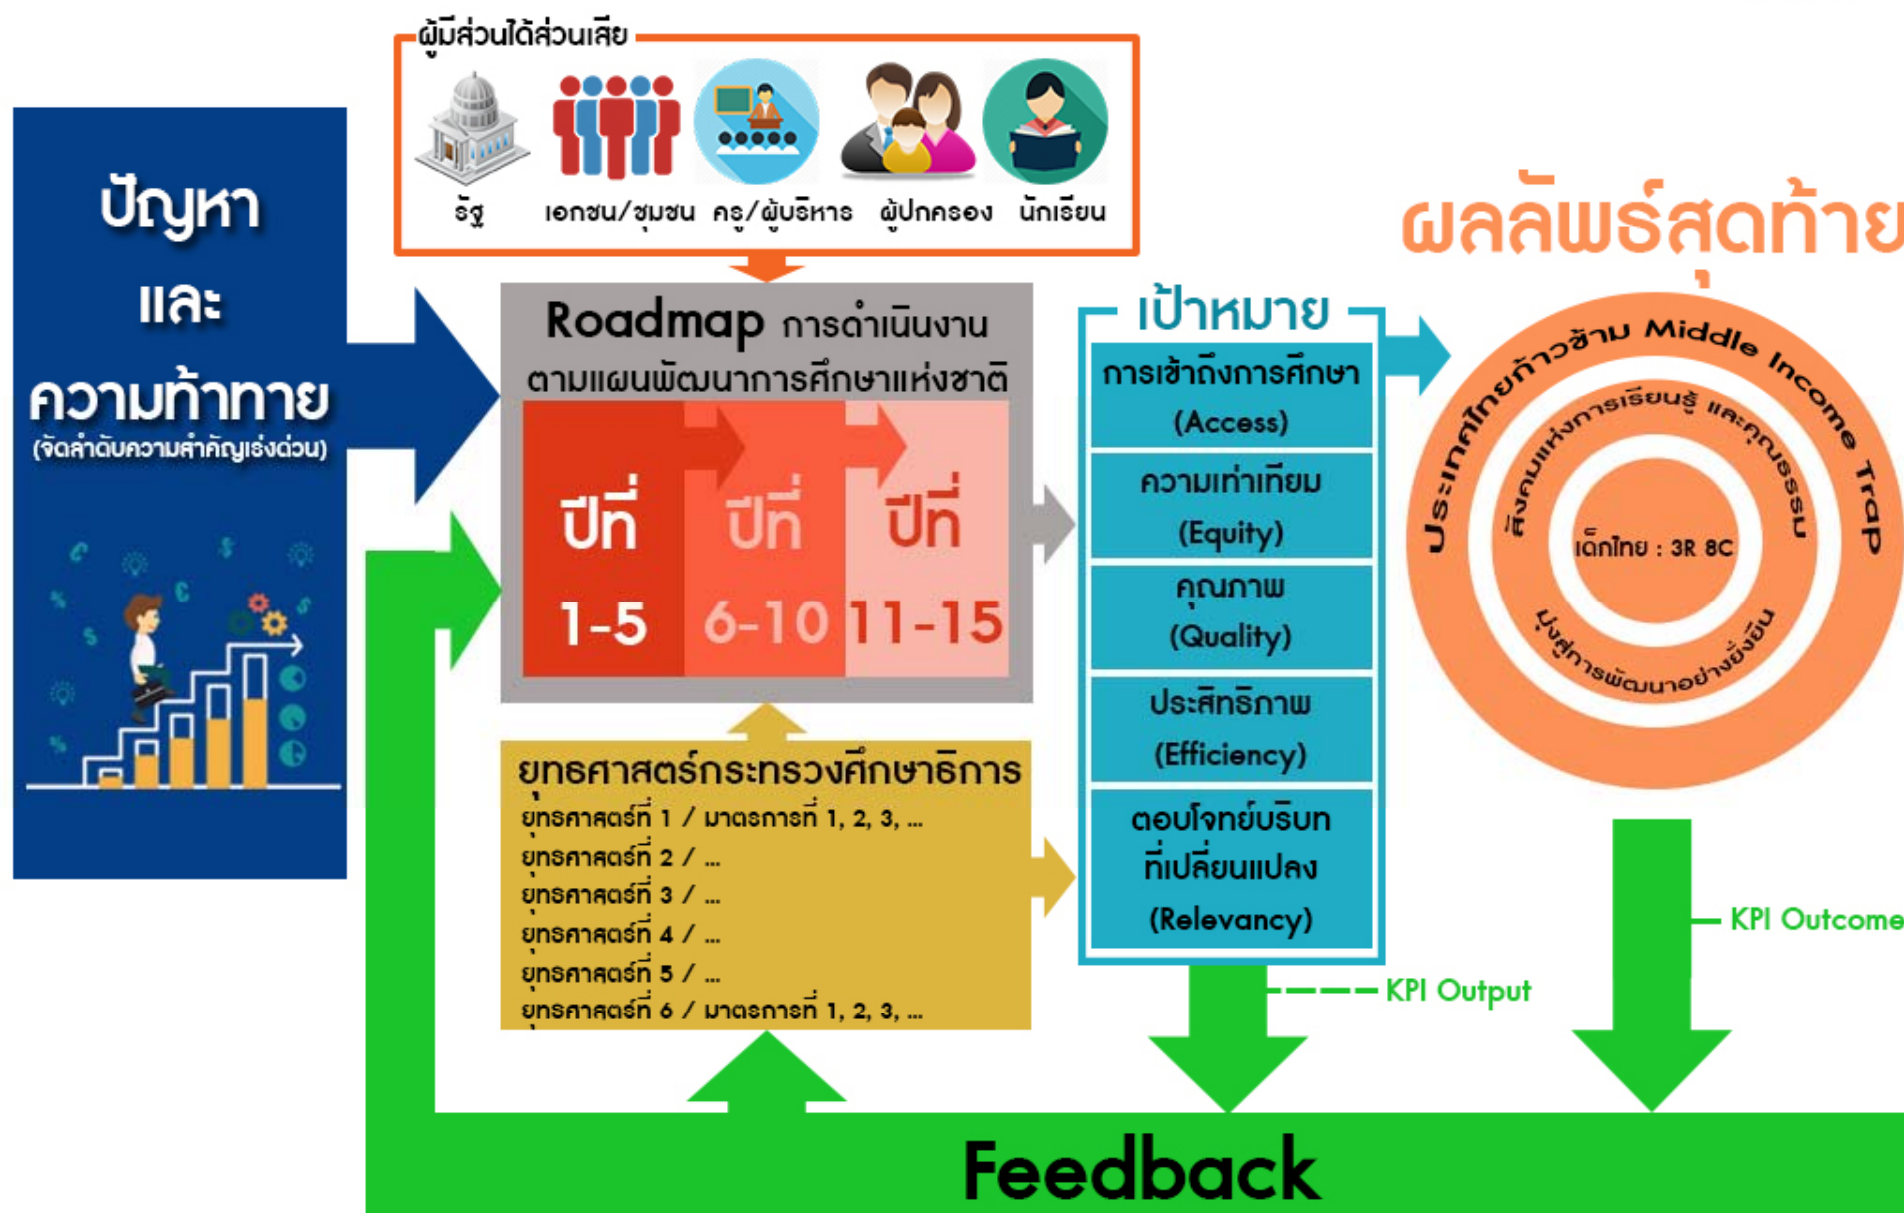 ผู้มีส่วนได้ส่วนเสีย
รัฐ
เอกชน/ชุมชน
ครู/ผู้บริหาร
ผู้ปกครอง
นักเรียน
ปัญหา
และ
ความท้าทาย
(จัดลำดับความสำคัญเร่งด่วน)
Roadmap การดำเนินงาน
ตามแผนพัฒนาการศึกษาแห่งชาติ
ปีที่
1-5
ปีที่
6-10
ปีที่
11-15
ยุทธศาสตร์กระทรวงศึกษาธิการ
ยุทธศาสตร์ที่ 1 / มาตรการที่ 1, 2, 3, ...
ยุทธศาสตร์ที่ 2 / ...
ยุทธศาสตร์ที่ 3 / ...
ยุทธศาสตร์ที่ 4 / ...
ยุทธศาสตร์ที่ 5 / ...
ยุทธศาสตร์ที่ 6 / มาตรการที่ 1, 2, 3, ...
เป้าหมาย
การเข้าถึงการศึกษา
(Access)
ความเท่าเทียม
(Equity)
คุณภาพ
(Quality)
ประสิทธิภาพ
(Efficiency)
ตอบโจทย์บริบท
ที่เปลี่ยนแปลง
(Relevancy)
ผลลัพธ์สุดท้าย
ประเทศไทยก้าวข้าม Middle Income Trap
สังคมแห่งการเรียนรู้ และคุณธรรม
เด็กไทย : 3R 8C
มุ่งสู่การพัฒนาอย่างยั่งยืน
KPI Outcome
KPI Output
Feedback